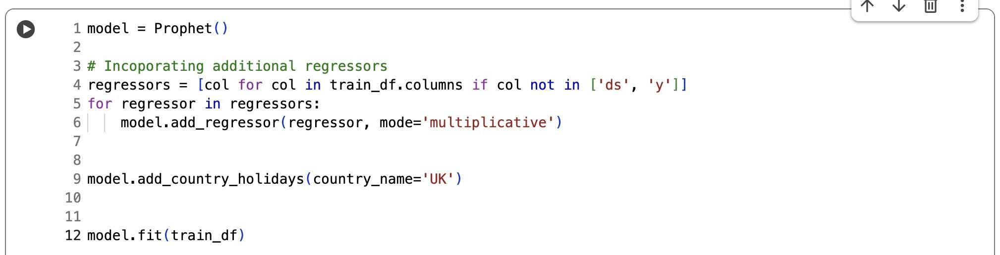 1 model = Prophet()
2
3 # Incoporating additional regressors
4 regressors = [col for col in train_df.columns if col not in ['ds', 'y']]
5 for regressor in regressors:
6     model.add_regressor(regressor, mode='multiplicative')
7
8
9 model.add_country_holidays(country_name='UK')
10
11
12 model.fit(train_df)